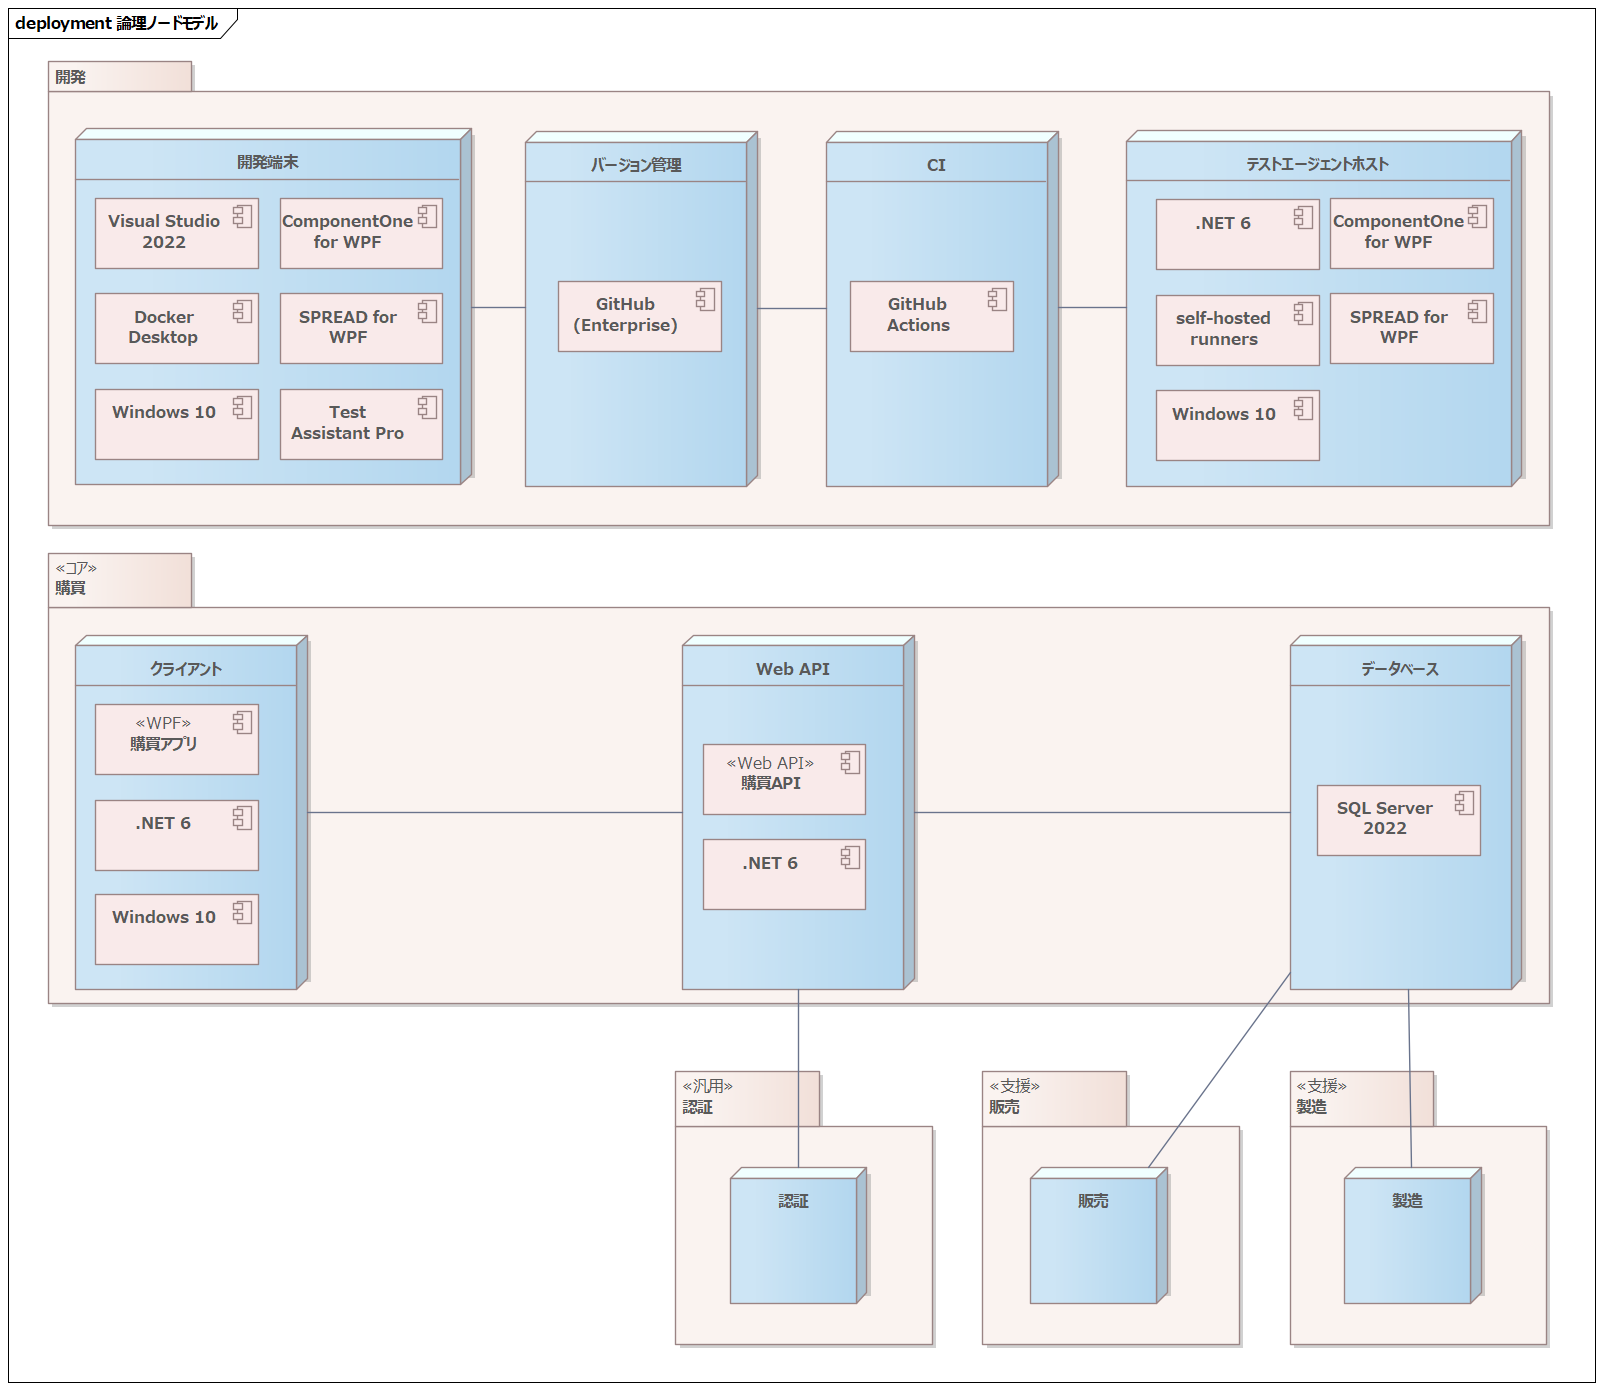 deployment 論理ノードモデル
開発
開発端末
Visual Studio
2022
ComponentOne
for WPF
Docker
Desktop
SPREAD for
WPF
Windows 10
Test
Assistant Pro
バージョン管理
GitHub
(Enterprise)
CI
GitHub
Actions
テストエージェントホスト
.NET 6
ComponentOne
for WPF
self-hosted
runners
SPREAD for
WPF
Windows 10
«コア»
購買
クライアント
«WPF»
購買アプリ
.NET 6
Windows 10
Web API
«Web API»
購買API
.NET 6
データベース
SQL Server
2022
«汎用»
認証
認証
«支援»
販売
販売
«支援»
製造
製造